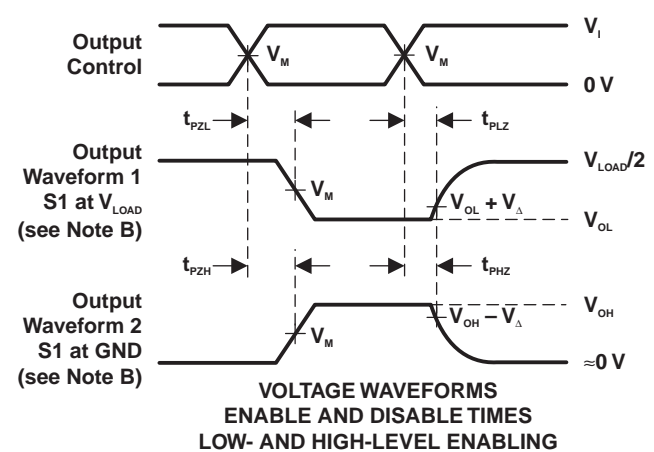 Output
Control
V_M
V_M
V_I
0 V
t_PZL
t_PLZ
Output
Waveform 1
S1 at V_LOAD
(see Note B)
V_M
V_LOAD/2
V_OL + V_Δ
V_OL
t_PZH
t_PHZ
Output
Waveform 2
S1 at GND
(see Note B)
V_M
V_OH
V_OH – V_Δ
≈0 V
VOLTAGE WAVEFORMS
ENABLE AND DISABLE TIMES
LOW- AND HIGH-LEVEL ENABLING